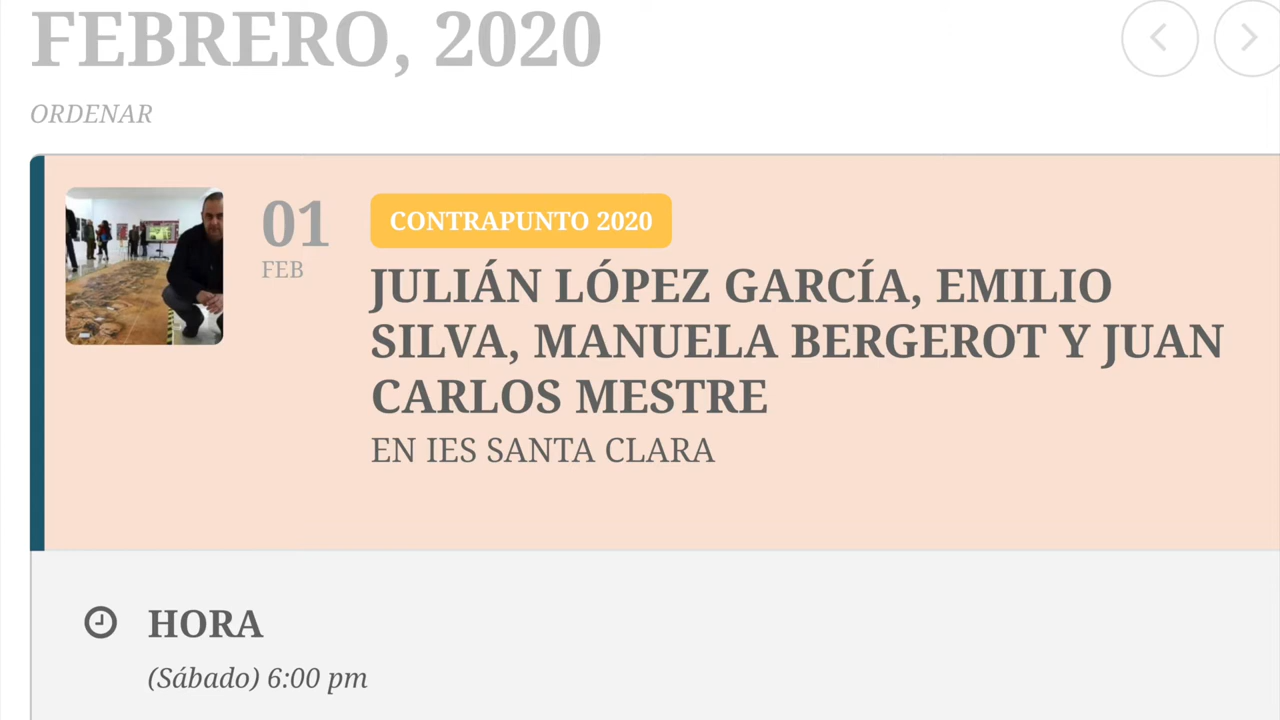 FEBRERO, 2020
ORDENAR
01
FEB
CONTRAPUNTO 2020
JULIÁN LÓPEZ GARCÍA, EMILIO
SILVA, MANUELA BERGEROT Y JUAN
CARLOS MESTRE
EN IES SANTA CLARA
HORA
(Sábado) 6:00 pm